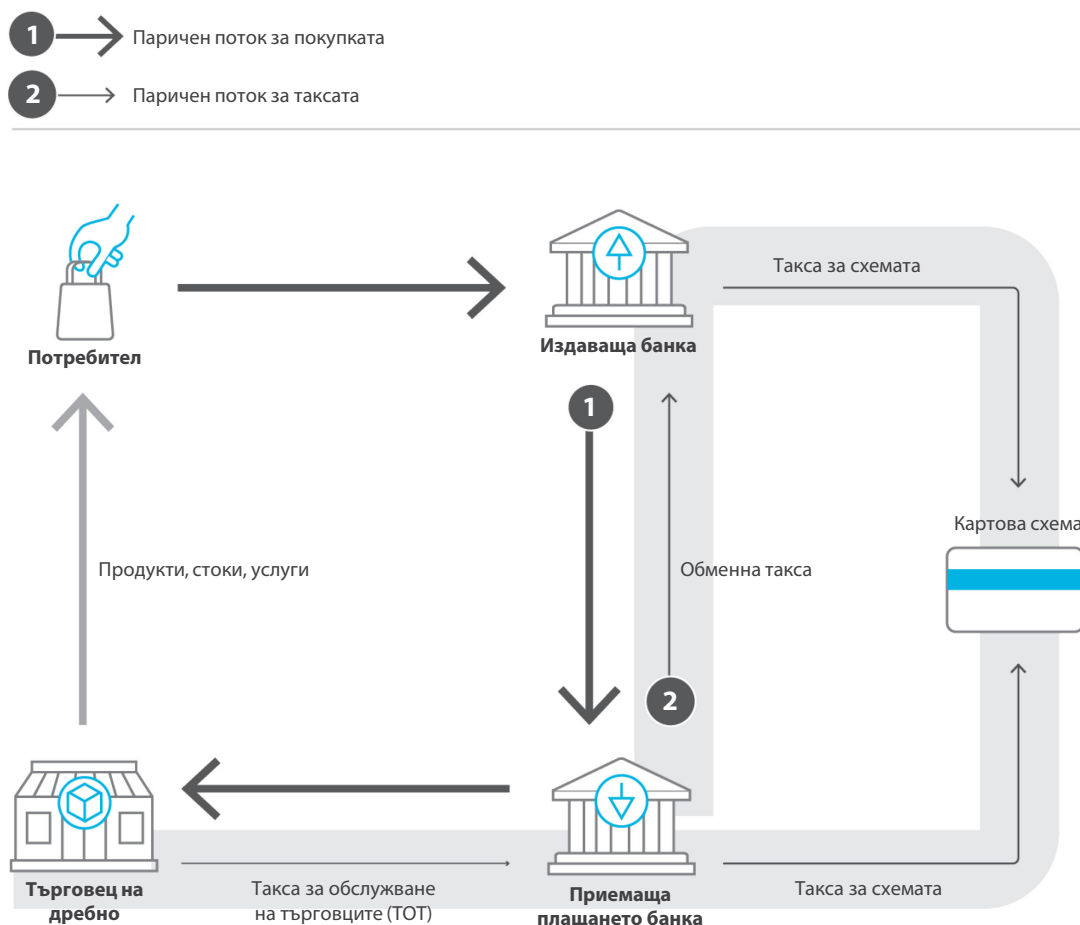 1 Паричен поток за покупката
2 Паричен поток за таксата
Такса за схемата
Потребител
Издаваща банка
1
Картова схема
Продукти, стоки, услуги
Обменна такса
2
Търговец на
дребно
Такса за обслужване
на търговците (ТОТ)
Приемаща
плащането банка
Такса за схемата